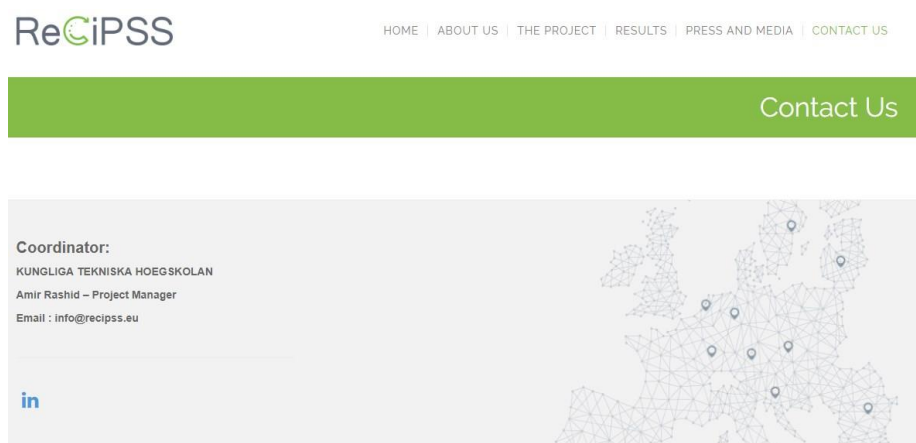 ReCiPSS
HOME | ABOUT US | THE PROJECT | RESULTS | PRESS AND MEDIA | CONTACT US
Contact Us
Coordinator:
KUNGLIGA TEKNISKA HOEGSKOLAN
Amir Rashid – Project Manager
Email : info@recipss.eu
in